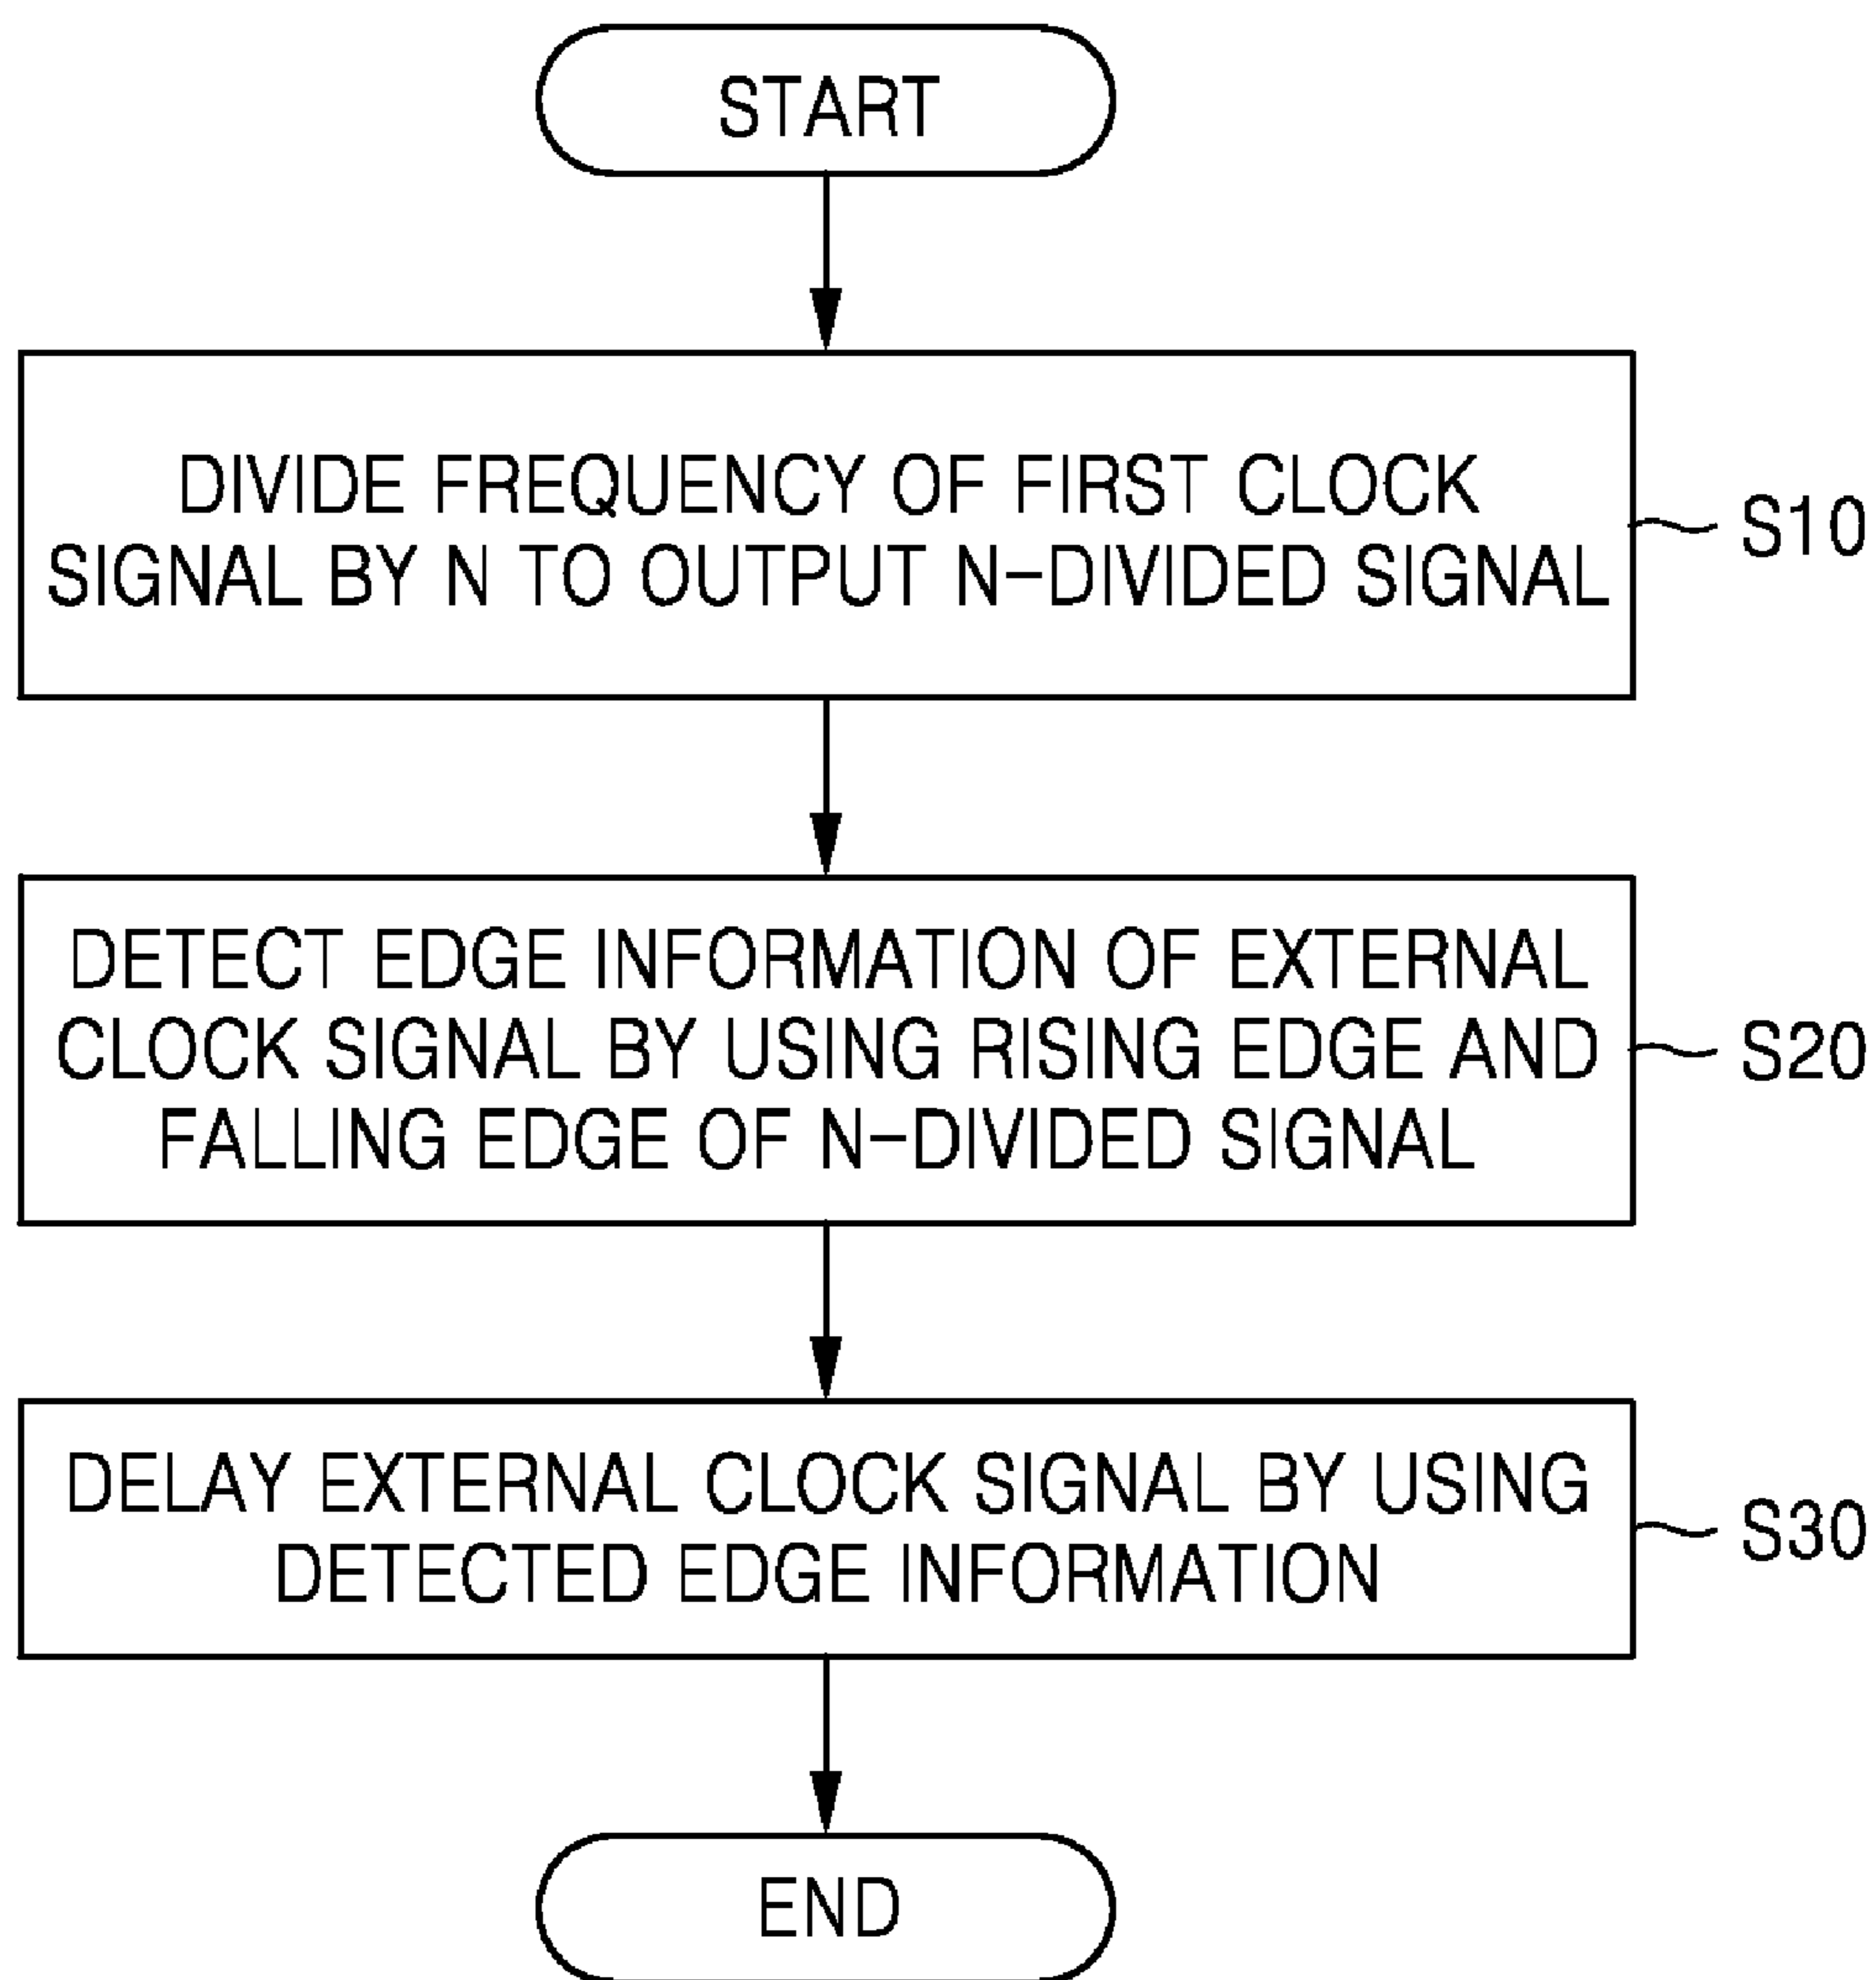 START
DIVIDE FREQUENCY OF FIRST CLOCK
SIGNAL BY N TO OUTPUT N-DIVIDED SIGNAL
S10
DETECT EDGE INFORMATION OF EXTERNAL
CLOCK SIGNAL BY USING RISING EDGE AND
FALLING EDGE OF N-DIVIDED SIGNAL
S20
DELAY EXTERNAL CLOCK SIGNAL BY USING
DETECTED EDGE INFORMATION
S30
END